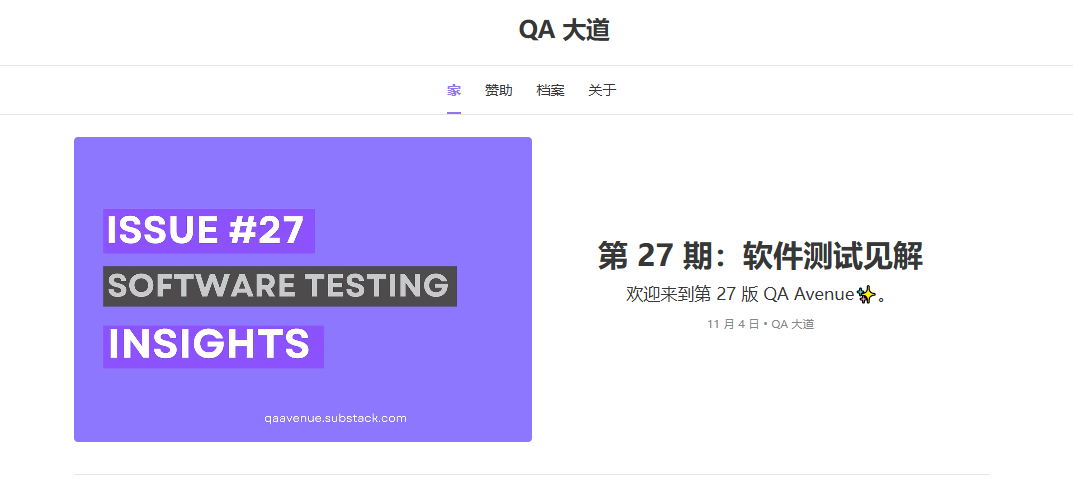 QA 大道
家 赞助 档案 关于
ISSUE #27
SOFTWARE TESTING
INSIGHTS
qaavenue.substack.com
第 27 期：软件测试见解
欢迎来到第 27 版 QA Avenue✨。
11 月 4 日 • QA 大道